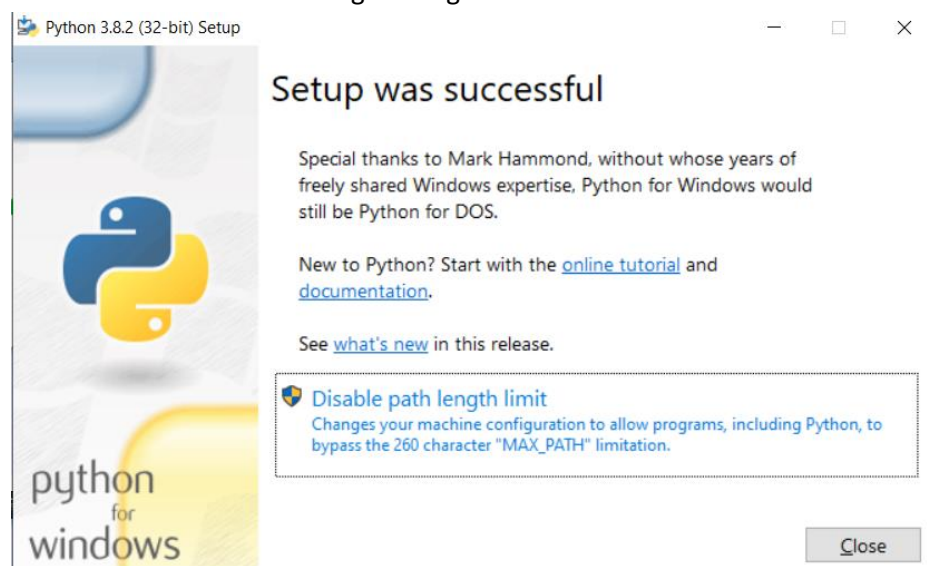 Python 3.8.2 (32-bit) Setup
Setup was successful
Special thanks to Mark Hammond, without whose years of
freely shared Windows expertise, Python for Windows would
still be Python for DOS.
New to Python? Start with the online tutorial and
documentation.
See what's new in this release.
Disable path length limit
Changes your machine configuration to allow programs, including Python, to
bypass the 260 character "MAX_PATH" limitation.
python
for
windows
Close